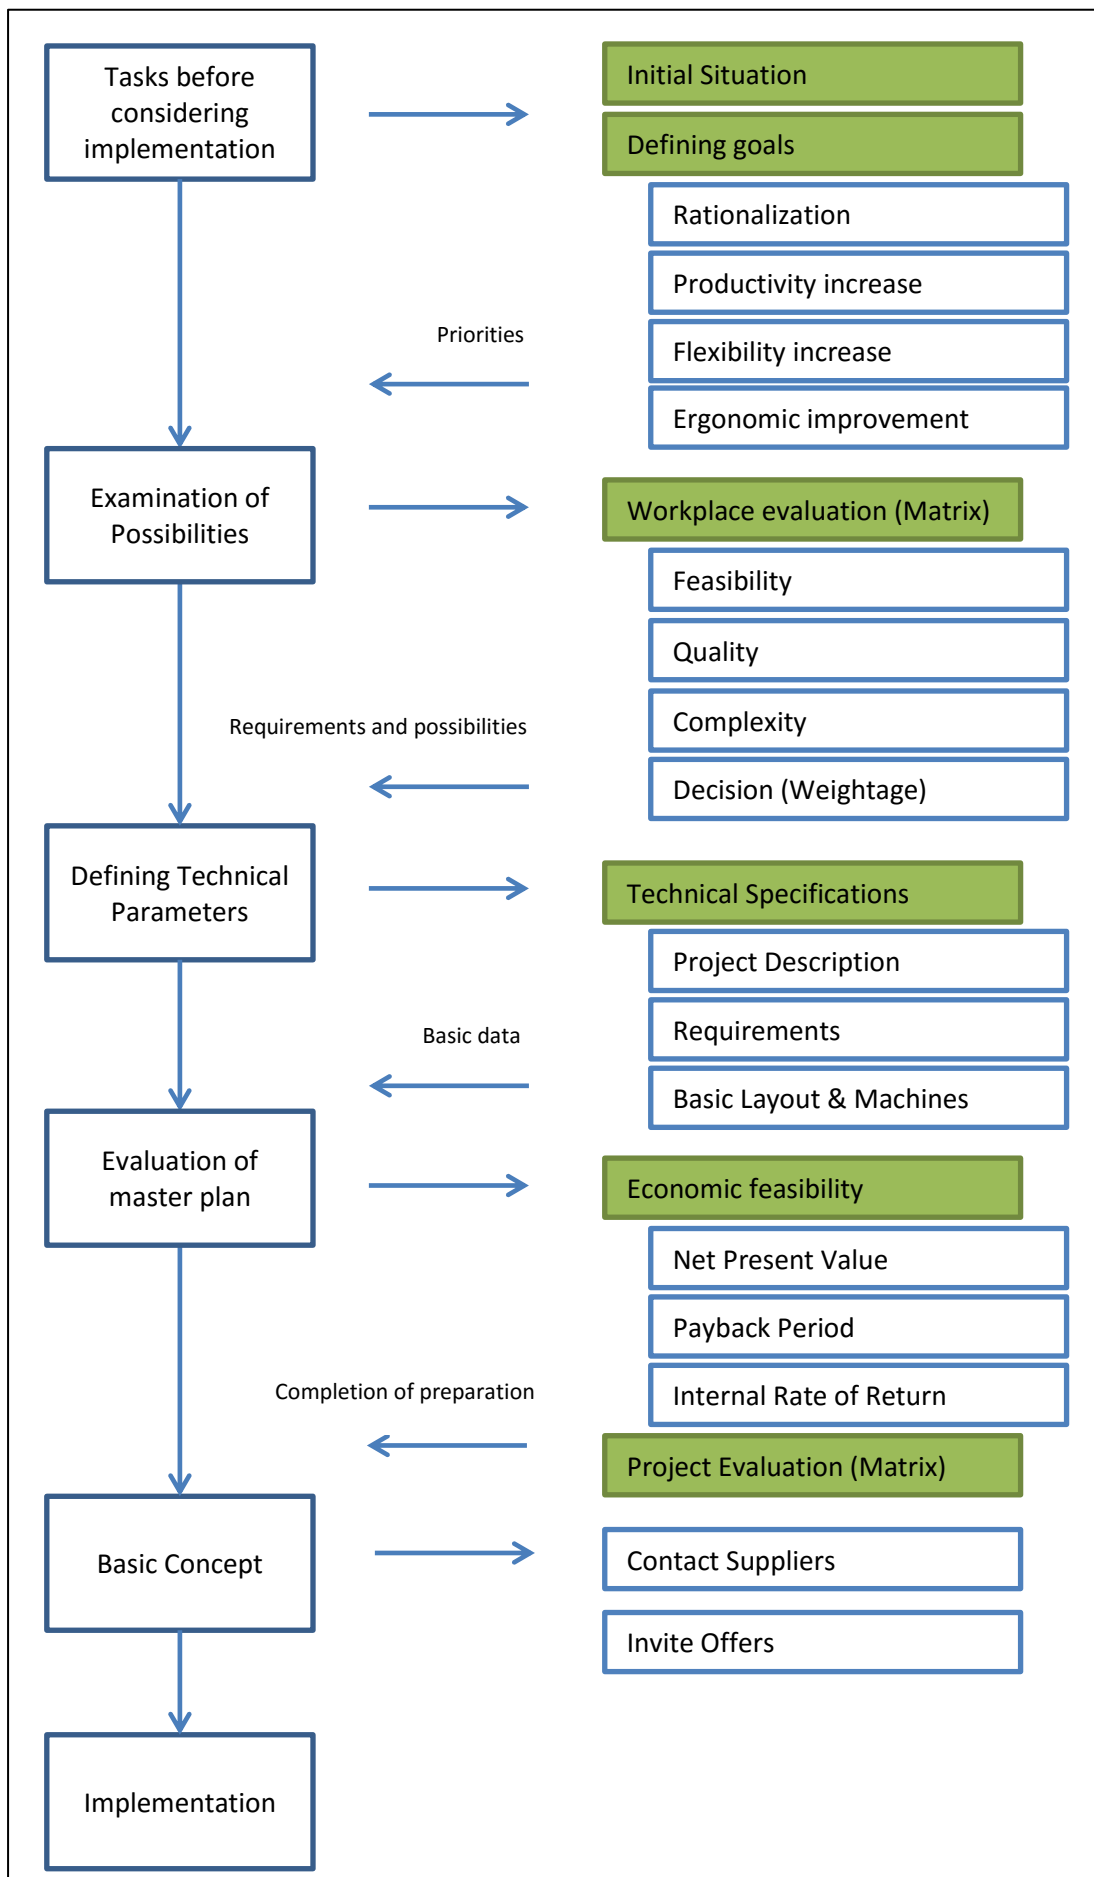 Tasks before
considering
implementation
Initial Situation
Defining goals
Rationalization
Productivity increase
Flexibility increase
Ergonomic improvement
Priorities
Examination of
Possibilities
Workplace evaluation (Matrix)
Feasibility
Quality
Complexity
Decision (Weightage)
Requirements and possibilities
Defining Technical
Parameters
Technical Specifications
Project Description
Requirements
Basic Layout & Machines
Basic data
Evaluation of
master plan
Economic feasibility
Net Present Value
Payback Period
Internal Rate of Return
Completion of preparation
Project Evaluation (Matrix)
Basic Concept
Contact Suppliers
Invite Offers
Implementation